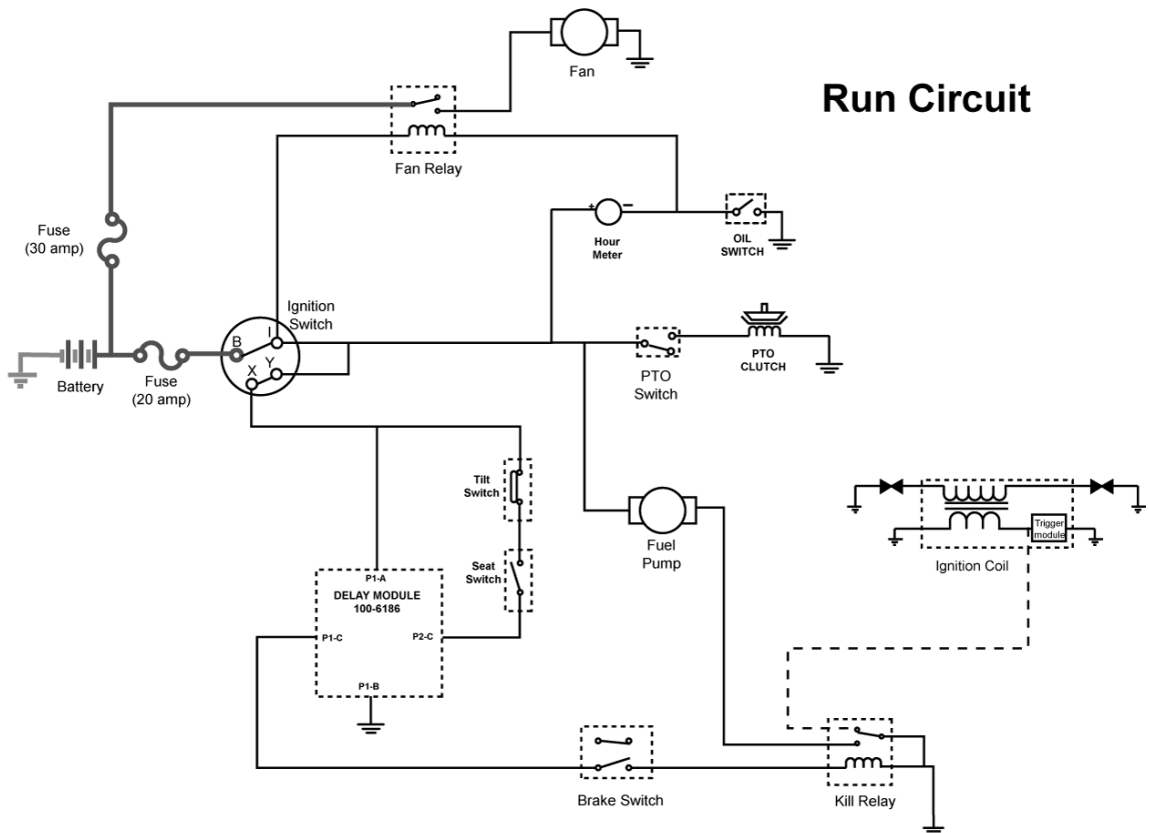 Run Circuit
Fan
Fan Relay
Fuse
(30 amp)
+
−
Hour
Meter
OIL
SWITCH
Ignition
Switch
B
I
X
Y
Battery
Fuse
(20 amp)
PTO
Switch
PTO
CLUTCH
Tilt
Switch
Seat
Switch
Fuel
Pump
Trigger
module
Ignition Coil
P1-A
DELAY MODULE
100-6186
P1-C
P2-C
P1-B
Brake Switch
Kill Relay